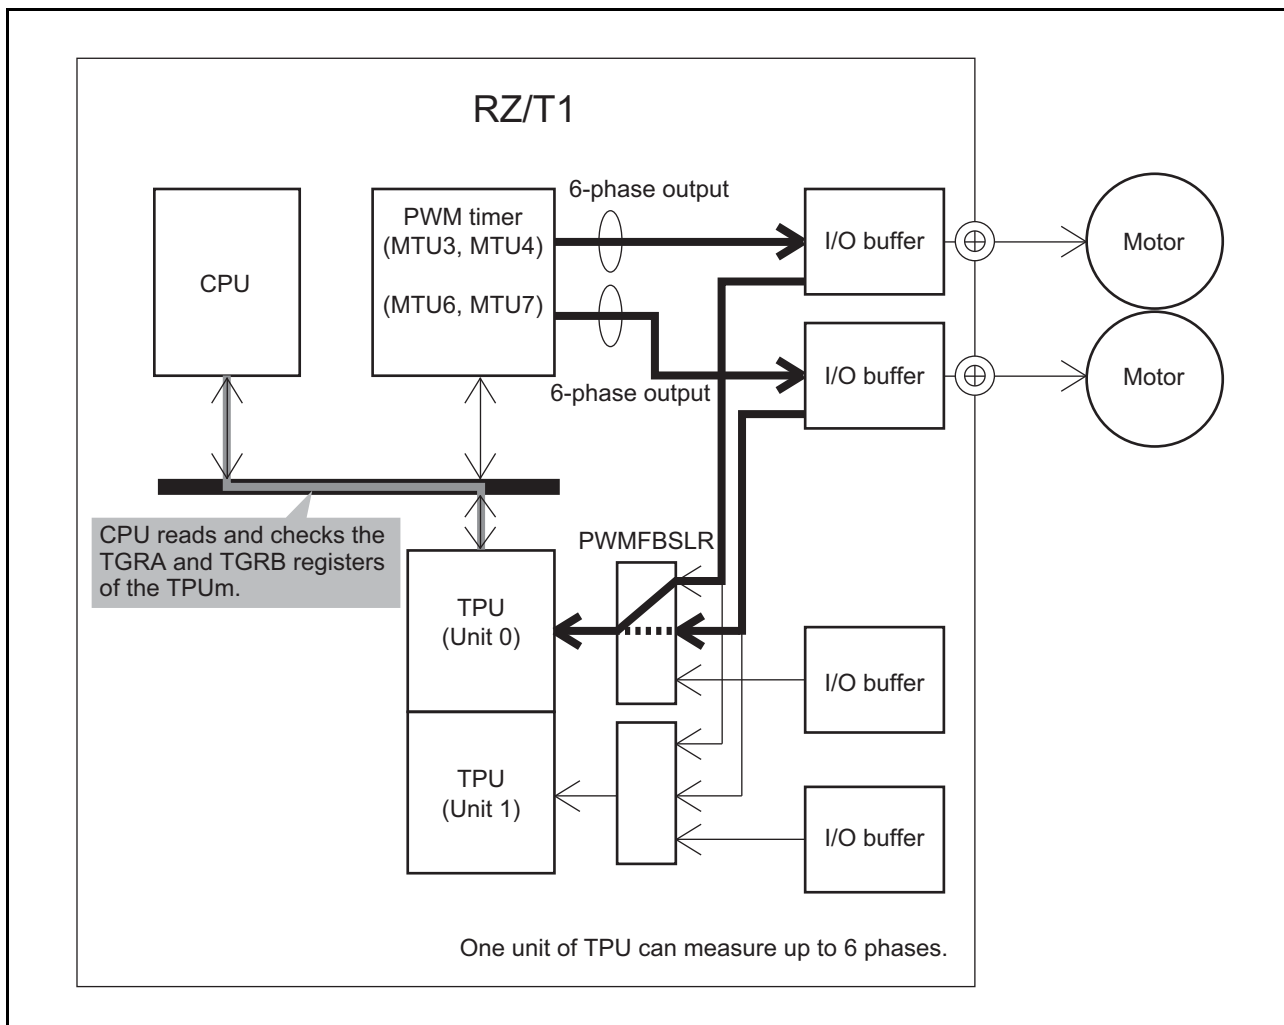 RZ/T1
6-phase output
PWM timer
(MTU3, MTU4)
(MTU6, MTU7)
CPU
I/O buffer
Motor
I/O buffer
Motor
6-phase output
CPU reads and checks the
TGRA and TGRB registers
of the TPUm.
PWMFBSLR
TPU
(Unit 0)
I/O buffer
TPU
(Unit 1)
I/O buffer
One unit of TPU can measure up to 6 phases.